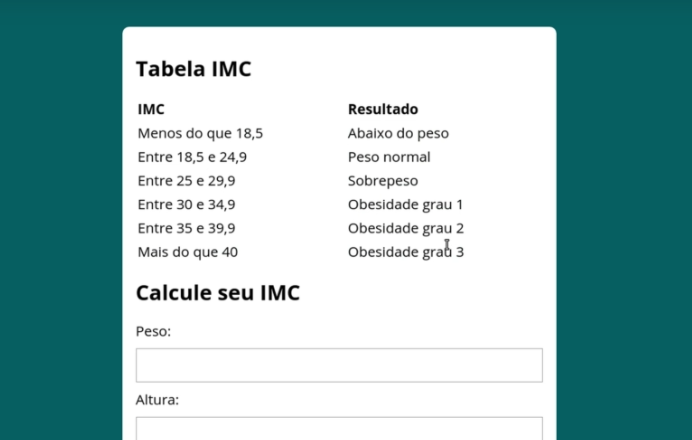 Tabela IMC
IMC Resultado
Menos do que 18,5 Abaixo do peso
Entre 18,5 e 24,9 Peso normal
Entre 25 e 29,9 Sobrepeso
Entre 30 e 34,9 Obesidade grau 1
Entre 35 e 39,9 Obesidade grau 2
Mais do que 40 Obesidade grau 3
Calcule seu IMC
Peso:
Altura: